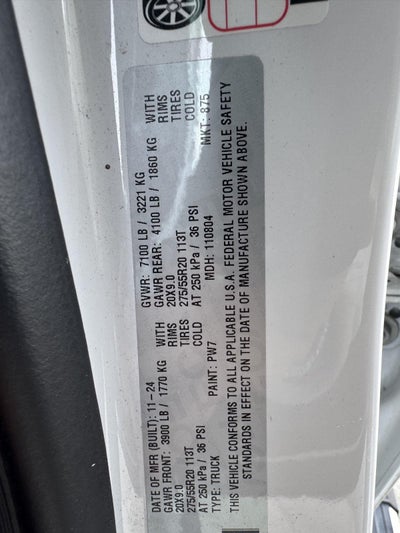 DATE OF MFR (BUILT): 11-24 GVWR: 7100 LB / 3221 KG
GAWR FRONT: 3900 LB / 1770 KG WITH GAWR REAR: 4100 LB / 1860 KG WITH
20X9.0 RIMS 20X9.0 RIMS
275/55R20 113T TIRES 275/55R20 113T TIRES
AT 250 kPa / 36 PSI COLD AT 250 kPa / 36 PSI COLD
TYPE: TRUCK PAINT: PW7 MDH: 110804 MKT: 875
THIS VEHICLE CONFORMS TO ALL APPLICABLE U.S.A. FEDERAL MOTOR VEHICLE SAFETY
STANDARDS IN EFFECT ON THE DATE OF MANUFACTURE SHOWN ABOVE.